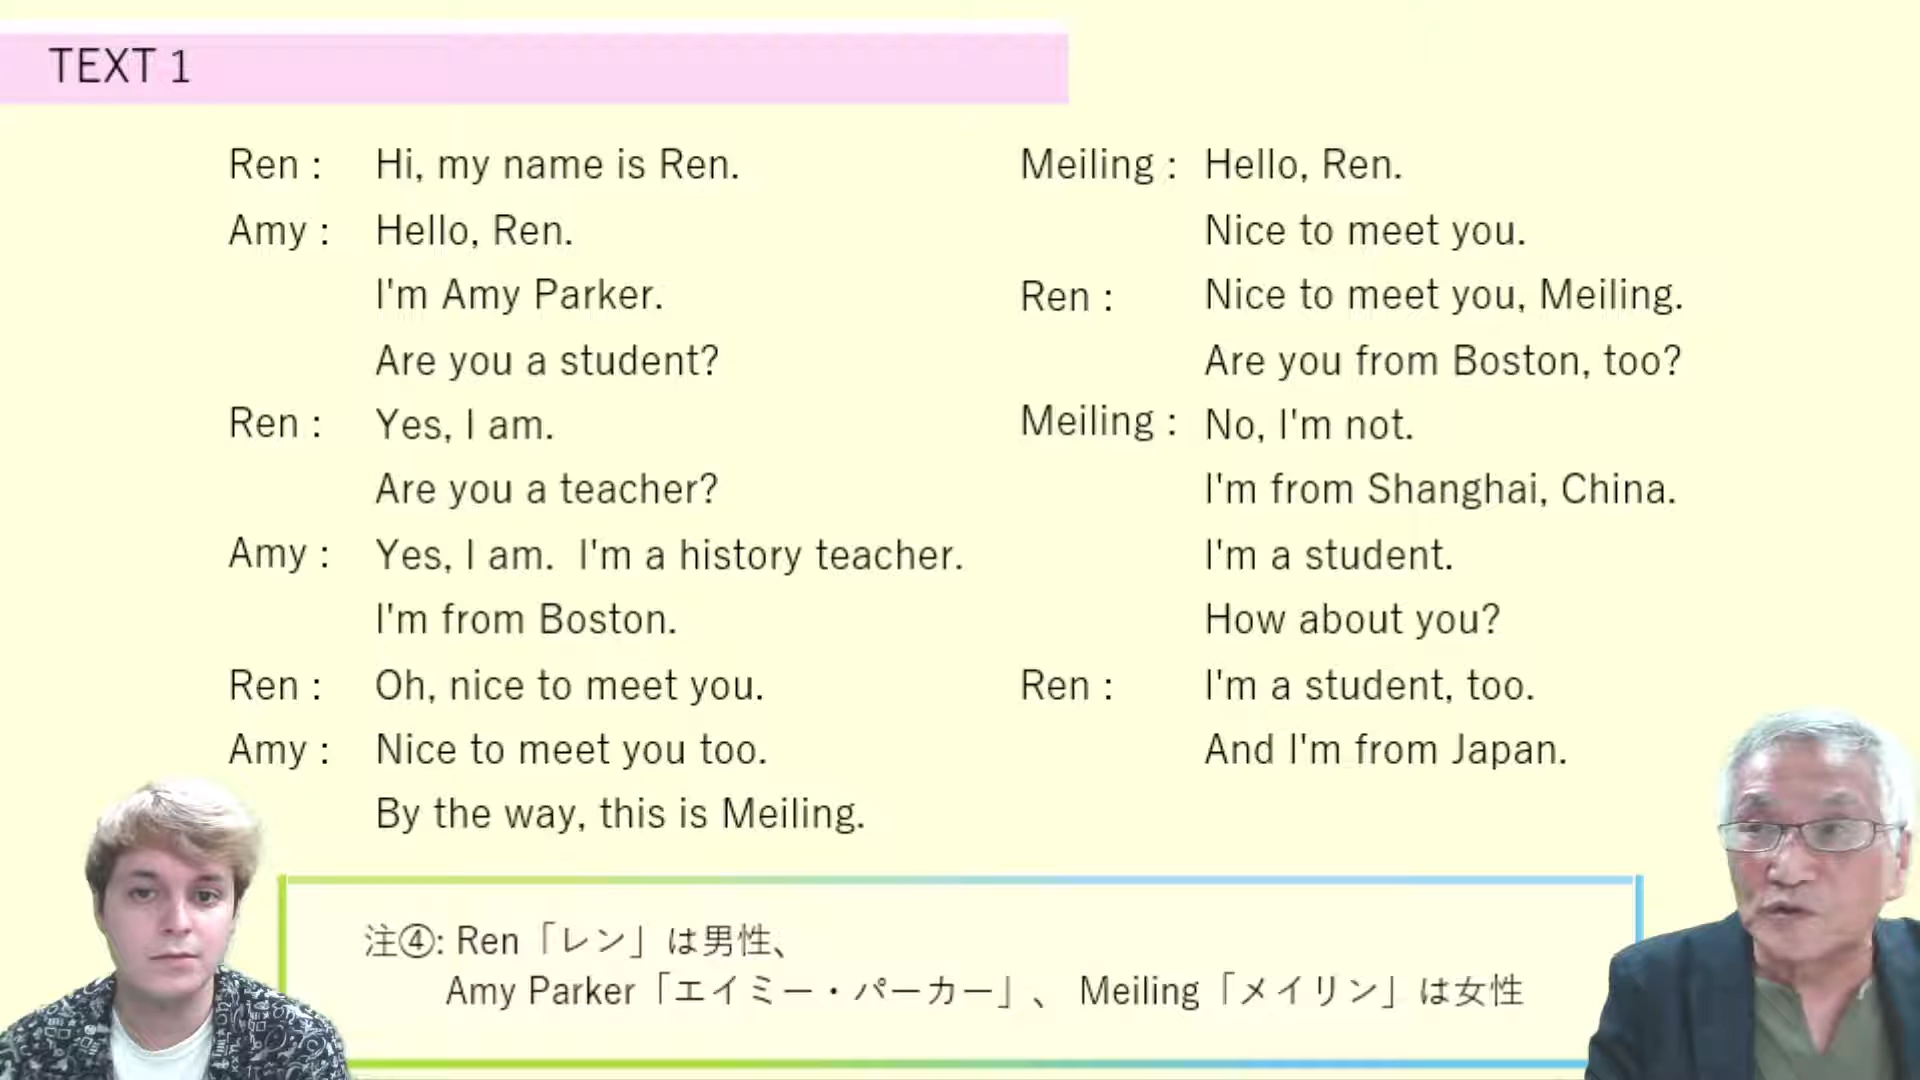 TEXT 1
Ren : Hi, my name is Ren.
Amy : Hello, Ren.
I'm Amy Parker.
Are you a student?
Ren : Yes, I am.
Are you a teacher?
Amy : Yes, I am. I'm a history teacher.
I'm from Boston.
Ren : Oh, nice to meet you.
Amy : Nice to meet you too.
By the way, this is Meiling.
Meiling : Hello, Ren.
Nice to meet you.
Ren : Nice to meet you, Meiling.
Are you from Boston, too?
Meiling : No, I'm not.
I'm from Shanghai, China.
I'm a student.
How about you?
Ren : I'm a student, too.
And I'm from Japan.
注④: Ren「レン」は男性、
Amy Parker「エイミー・パーカー」、 Meiling「メイリン」は女性